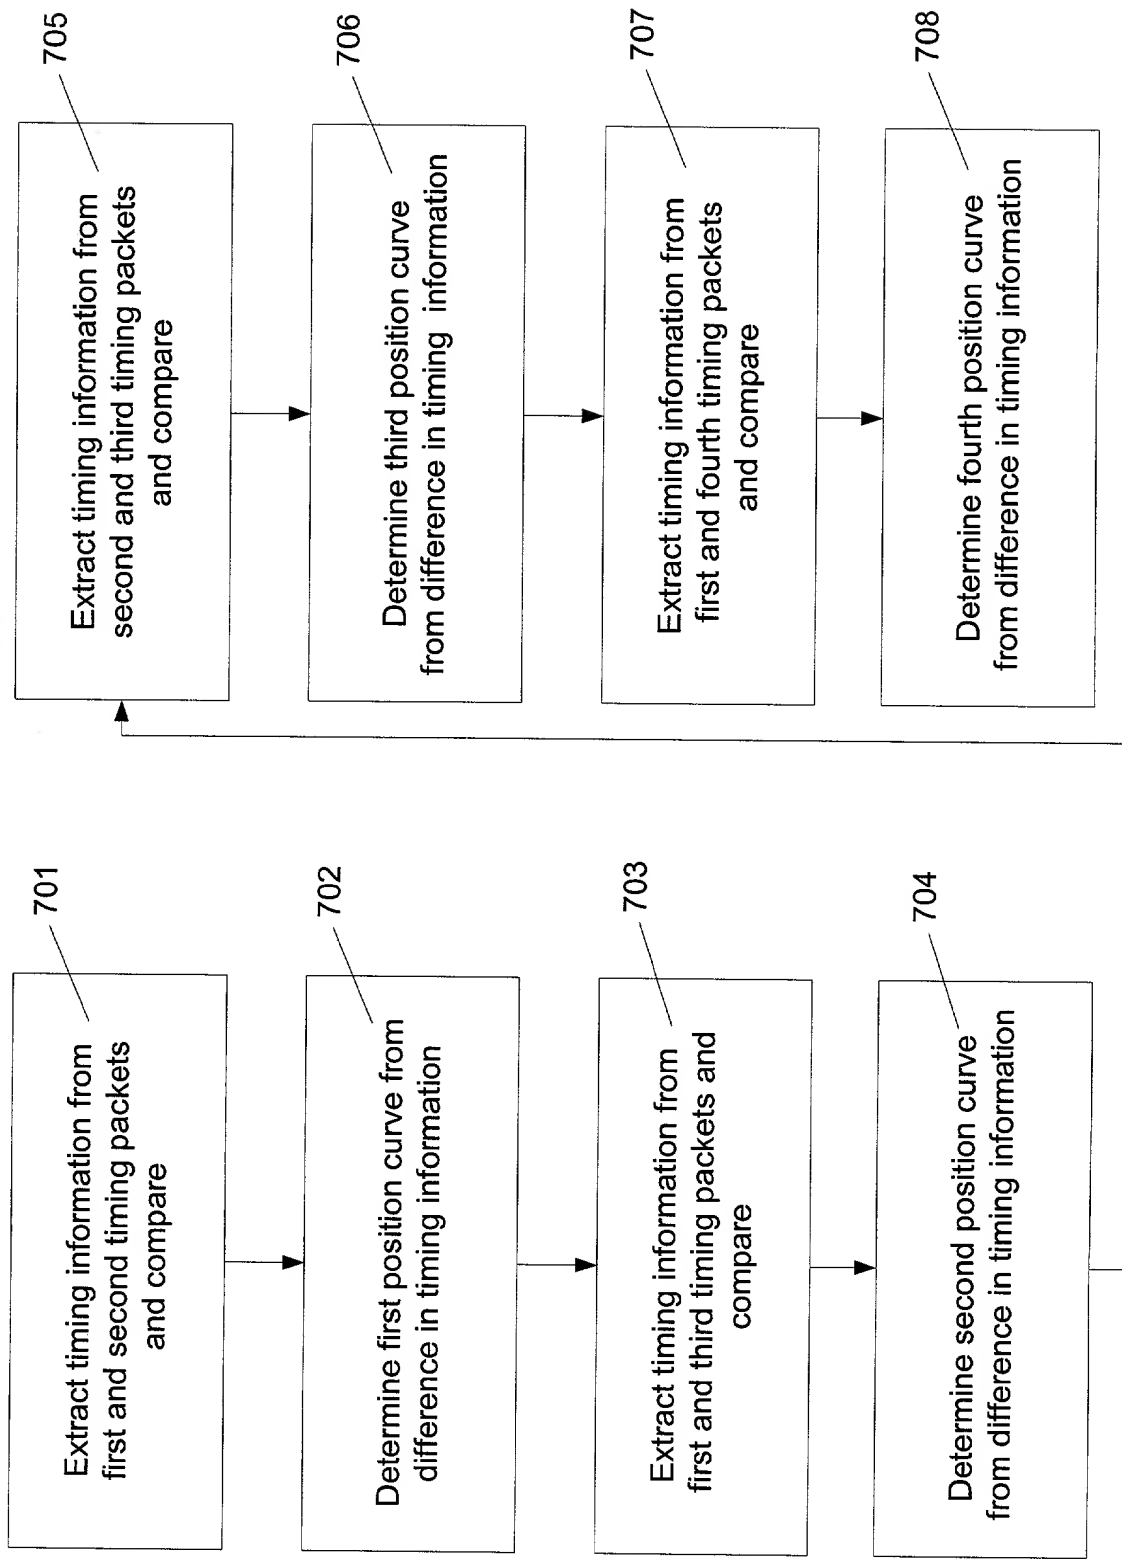 701
Extract timing information from
first and second timing packets
and compare
702
Determine first position curve from
difference in timing information
703
Extract timing information from
first and third timing packets and
compare
704
Determine second position curve
from difference in timing information
705
Extract timing information from
second and third timing packets
and compare
706
Determine third position curve
from difference in timing information
707
Extract timing information from
first and fourth timing packets
and compare
708
Determine fourth position curve
from difference in timing information